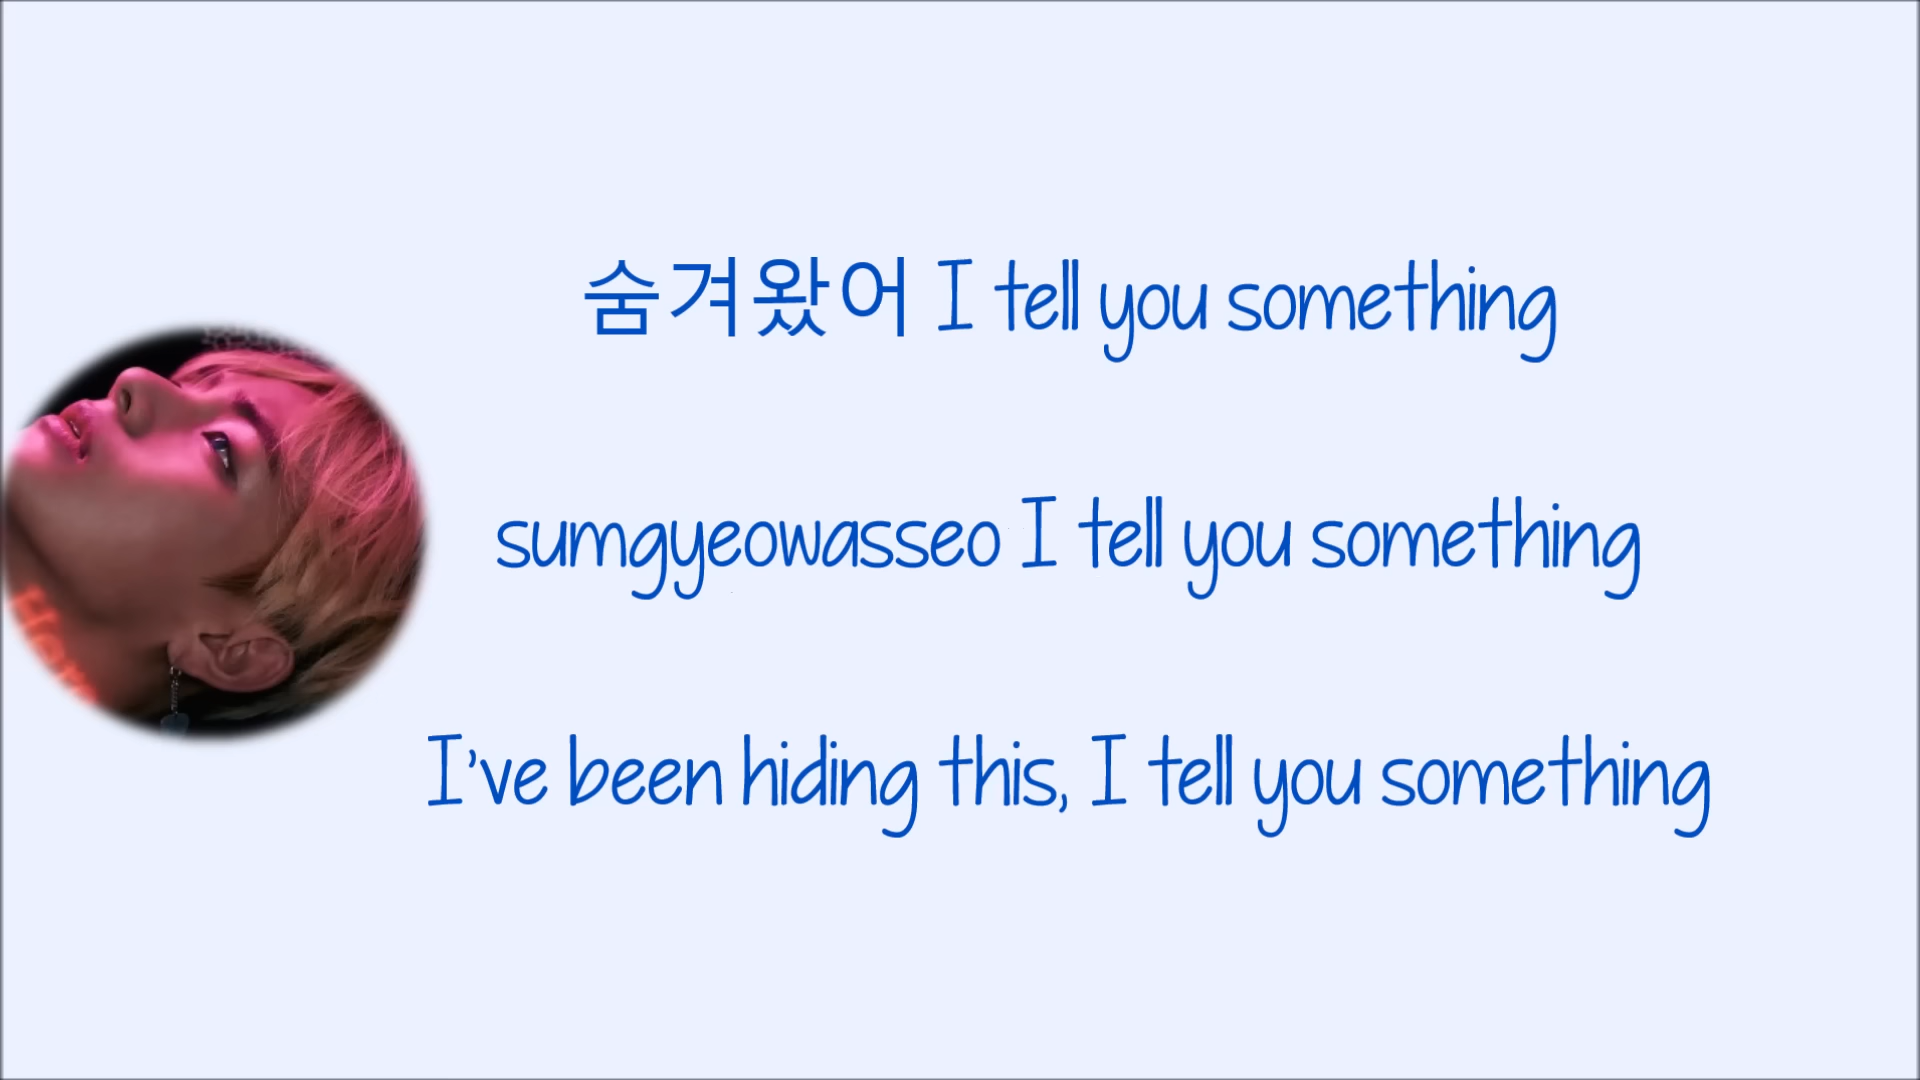 숨겨왔어 I tell you something
sumgyeowasseo I tell you something
I've been hiding this, I tell you something